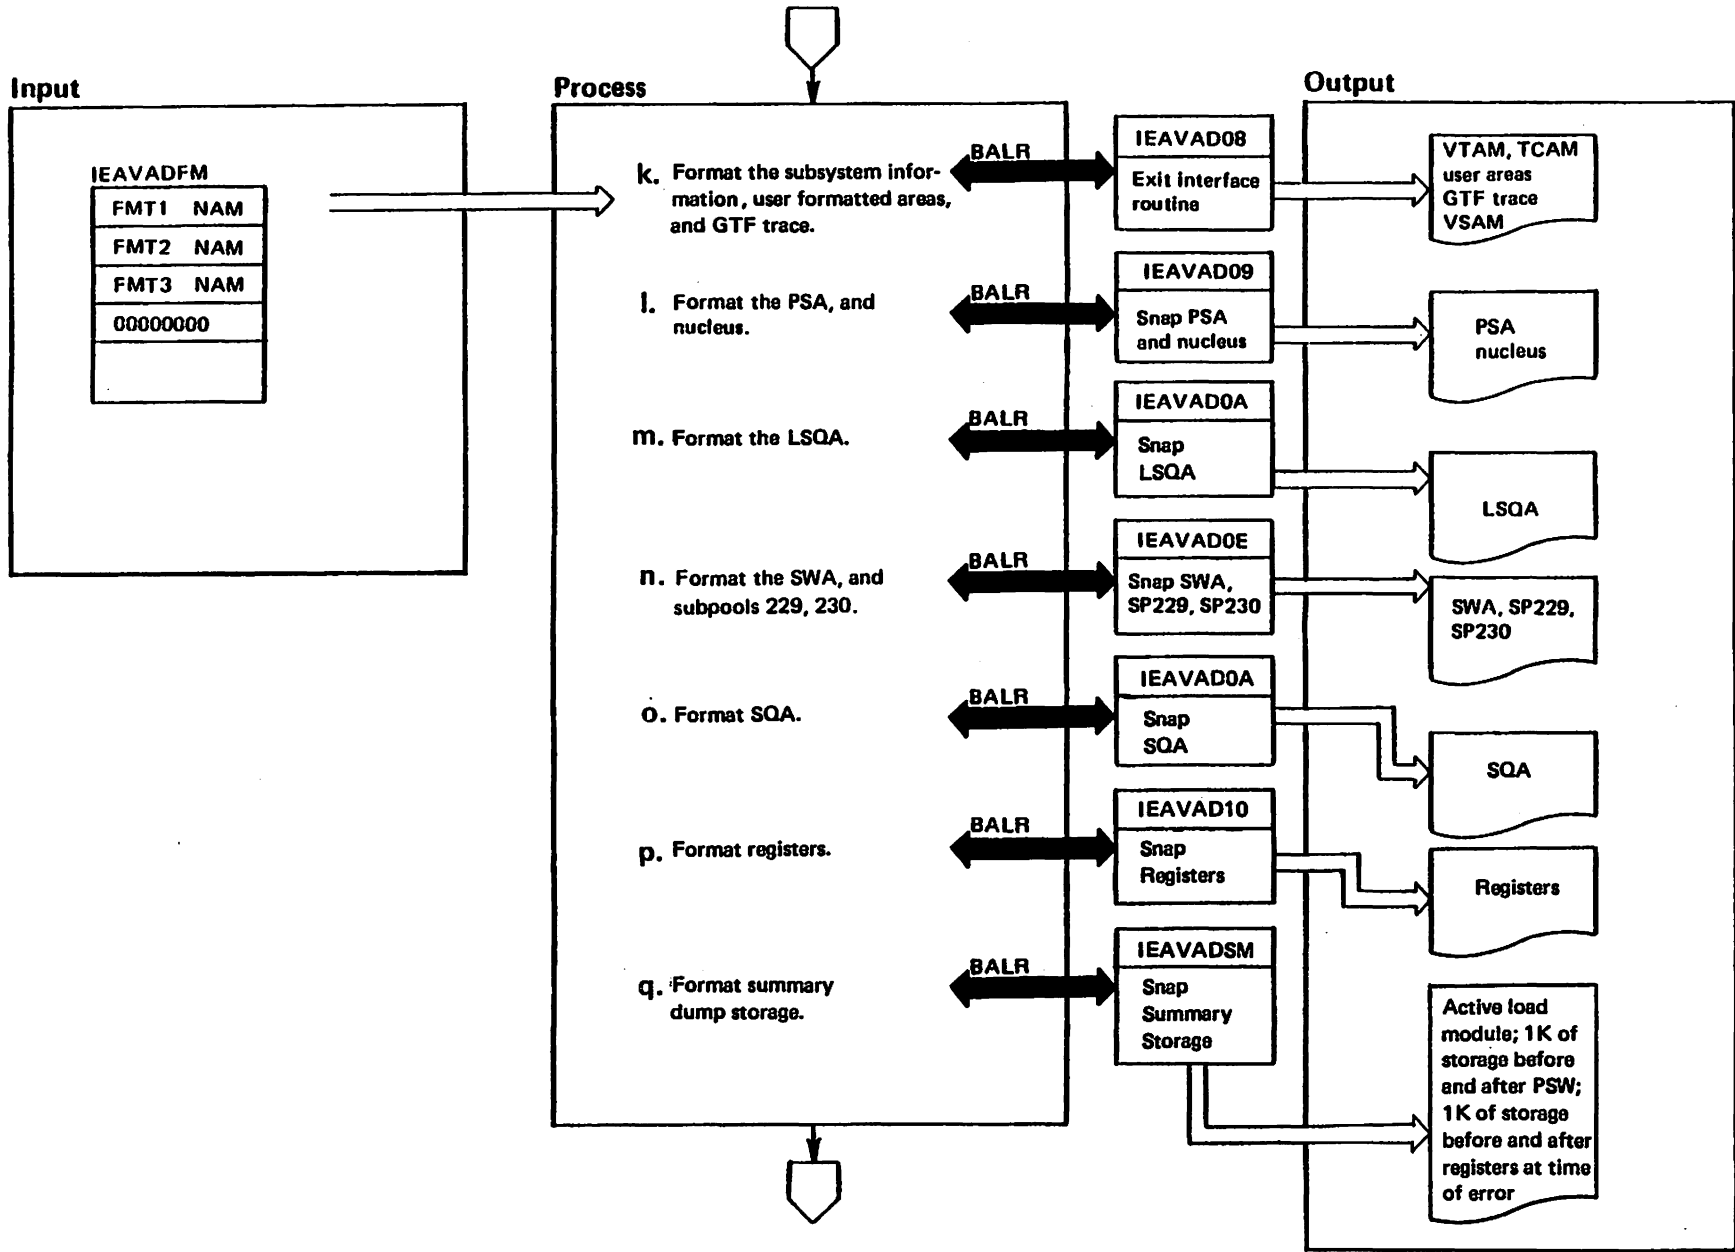 Input
Process
Output
IEAVADFM
FMT1 NAM
FMT2 NAM
FMT3 NAM
00000000
k. Format the subsystem infor-
mation, user formatted areas,
and GTF trace.
BALR
IEAVAD08
Exit interface
routine
VTAM, TCAM
user areas
GTF trace
VSAM
l. Format the PSA, and
nucleus.
BALR
IEAVAD09
Snap PSA
and nucleus
PSA
nucleus
m. Format the LSQA.
BALR
IEAVAD0A
Snap
LSQA
LSQA
n. Format the SWA, and
subpools 229, 230.
BALR
IEAVAD0E
Snap SWA,
SP229, SP230
SWA, SP229,
SP230
o. Format SQA.
BALR
IEAVAD0A
Snap
SQA
SQA
p. Format registers.
BALR
IEAVAD10
Snap
Registers
Registers
q. Format summary
dump storage.
BALR
IEAVADSM
Snap
Summary
Storage
Active load
module; 1K of
storage before
and after PSW;
1K of storage
before and after
registers at time
of error